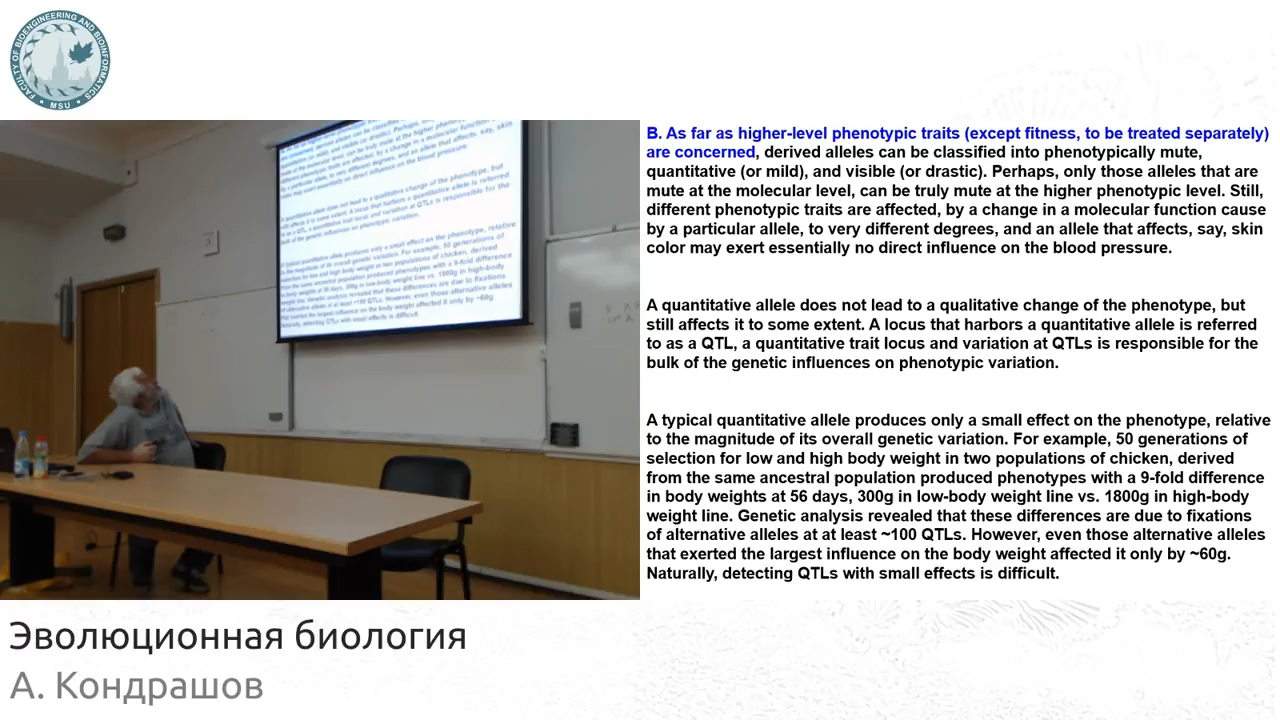 FACULTY OF BIOENGINEERING AND BIOINFORMATICS
• MSU •
B. As far as higher-level phenotypic traits (except fitness, to be treated separately)
are concerned, derived alleles can be classified into phenotypically mute,
quantitative (or mild), and visible (or drastic). Perhaps, only those alleles that are
mute at the molecular level, can be truly mute at the higher phenotypic level. Still,
different phenotypic traits are affected, by a change in a molecular function cause
by a particular allele, to very different degrees, and an allele that affects, say, skin
color may exert essentially no direct influence on the blood pressure.
A quantitative allele does not lead to a qualitative change of the phenotype, but
still affects it to some extent. A locus that harbors a quantitative allele is referred
to as a QTL, a quantitative trait locus and variation at QTLs is responsible for the
bulk of the genetic influences on phenotypic variation.
A typical quantitative allele produces only a small effect on the phenotype, relative
to the magnitude of its overall genetic variation. For example, 50 generations of
selection for low and high body weight in two populations of chicken, derived
from the same ancestral population produced phenotypes with a 9-fold difference
in body weights at 56 days, 300g in low-body weight line vs. 1800g in high-body
weight line. Genetic analysis revealed that these differences are due to fixations
of alternative alleles at at least ~100 QTLs. However, even those alternative alleles
that exerted the largest influence on the body weight affected it only by ~60g.
Naturally, detecting QTLs with small effects is difficult.
Эволюционная биология
А. Кондрашов